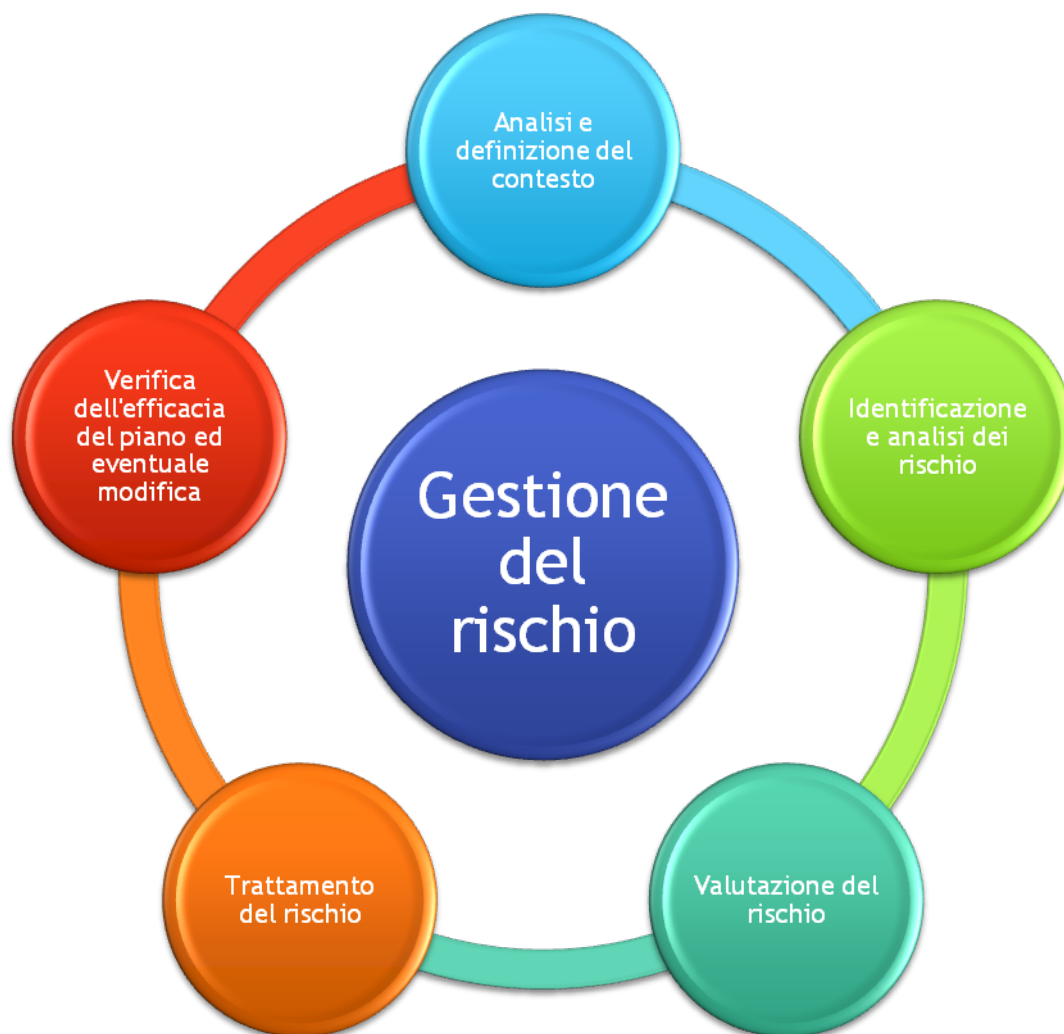 Analisi e
definizione del
contesto
Identificazione
e analisi dei
rischio
Valutazione del
rischio
Trattamento
del rischio
Verifica
dell'efficacia
del piano ed
eventuale
modifica
Gestione
del
rischio